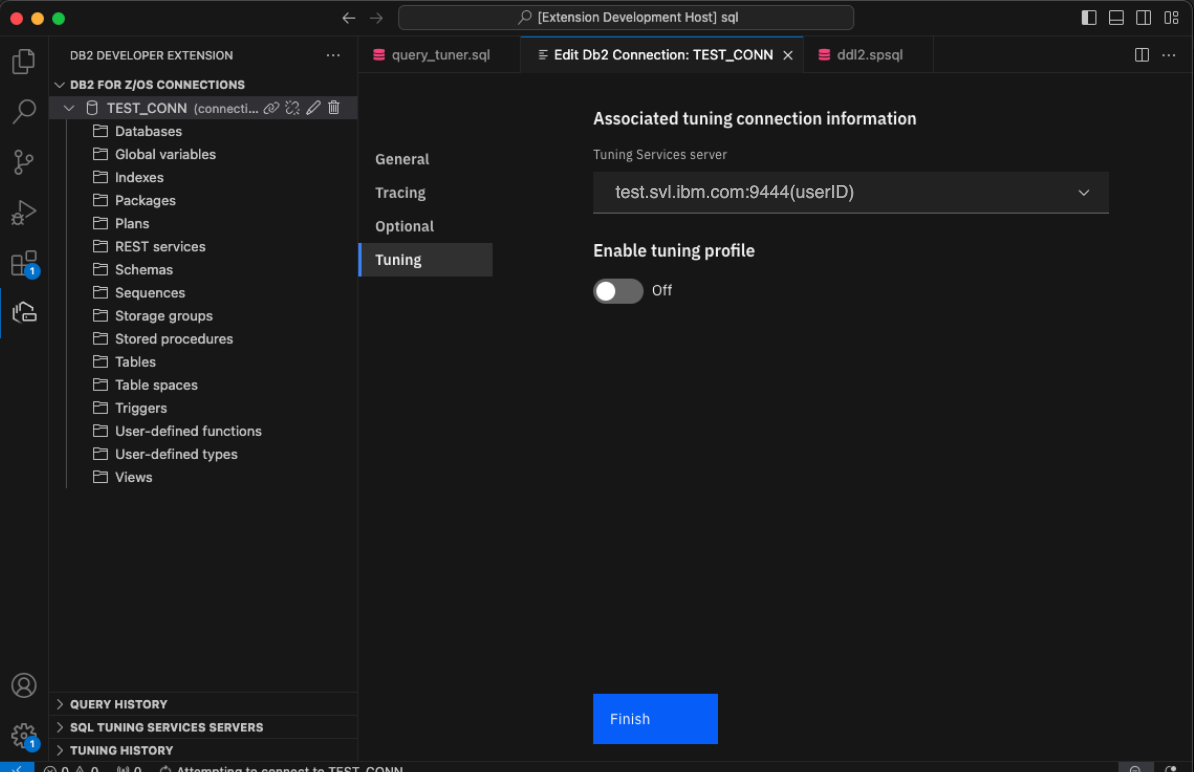 [Extension Development Host] sql
DB2 DEVELOPER EXTENSION
query_tuner.sql
Edit Db2 Connection: TEST_CONN
ddl2.spsql
DB2 FOR Z/OS CONNECTIONS
TEST_CONN (connecti...
Databases
Global variables
Indexes
Packages
Plans
REST services
Schemas
Sequences
Storage groups
Stored procedures
Tables
Table spaces
Triggers
User-defined functions
User-defined types
Views
General
Tracing
Optional
Tuning
Associated tuning connection information
Tuning Services server
test.svl.ibm.com:9444(userID)
Enable tuning profile
Off
Finish
1
QUERY HISTORY
SQL TUNING SERVICES SERVERS
TUNING HISTORY
1
0 0 0 Attempting to connect to TEST_CONN